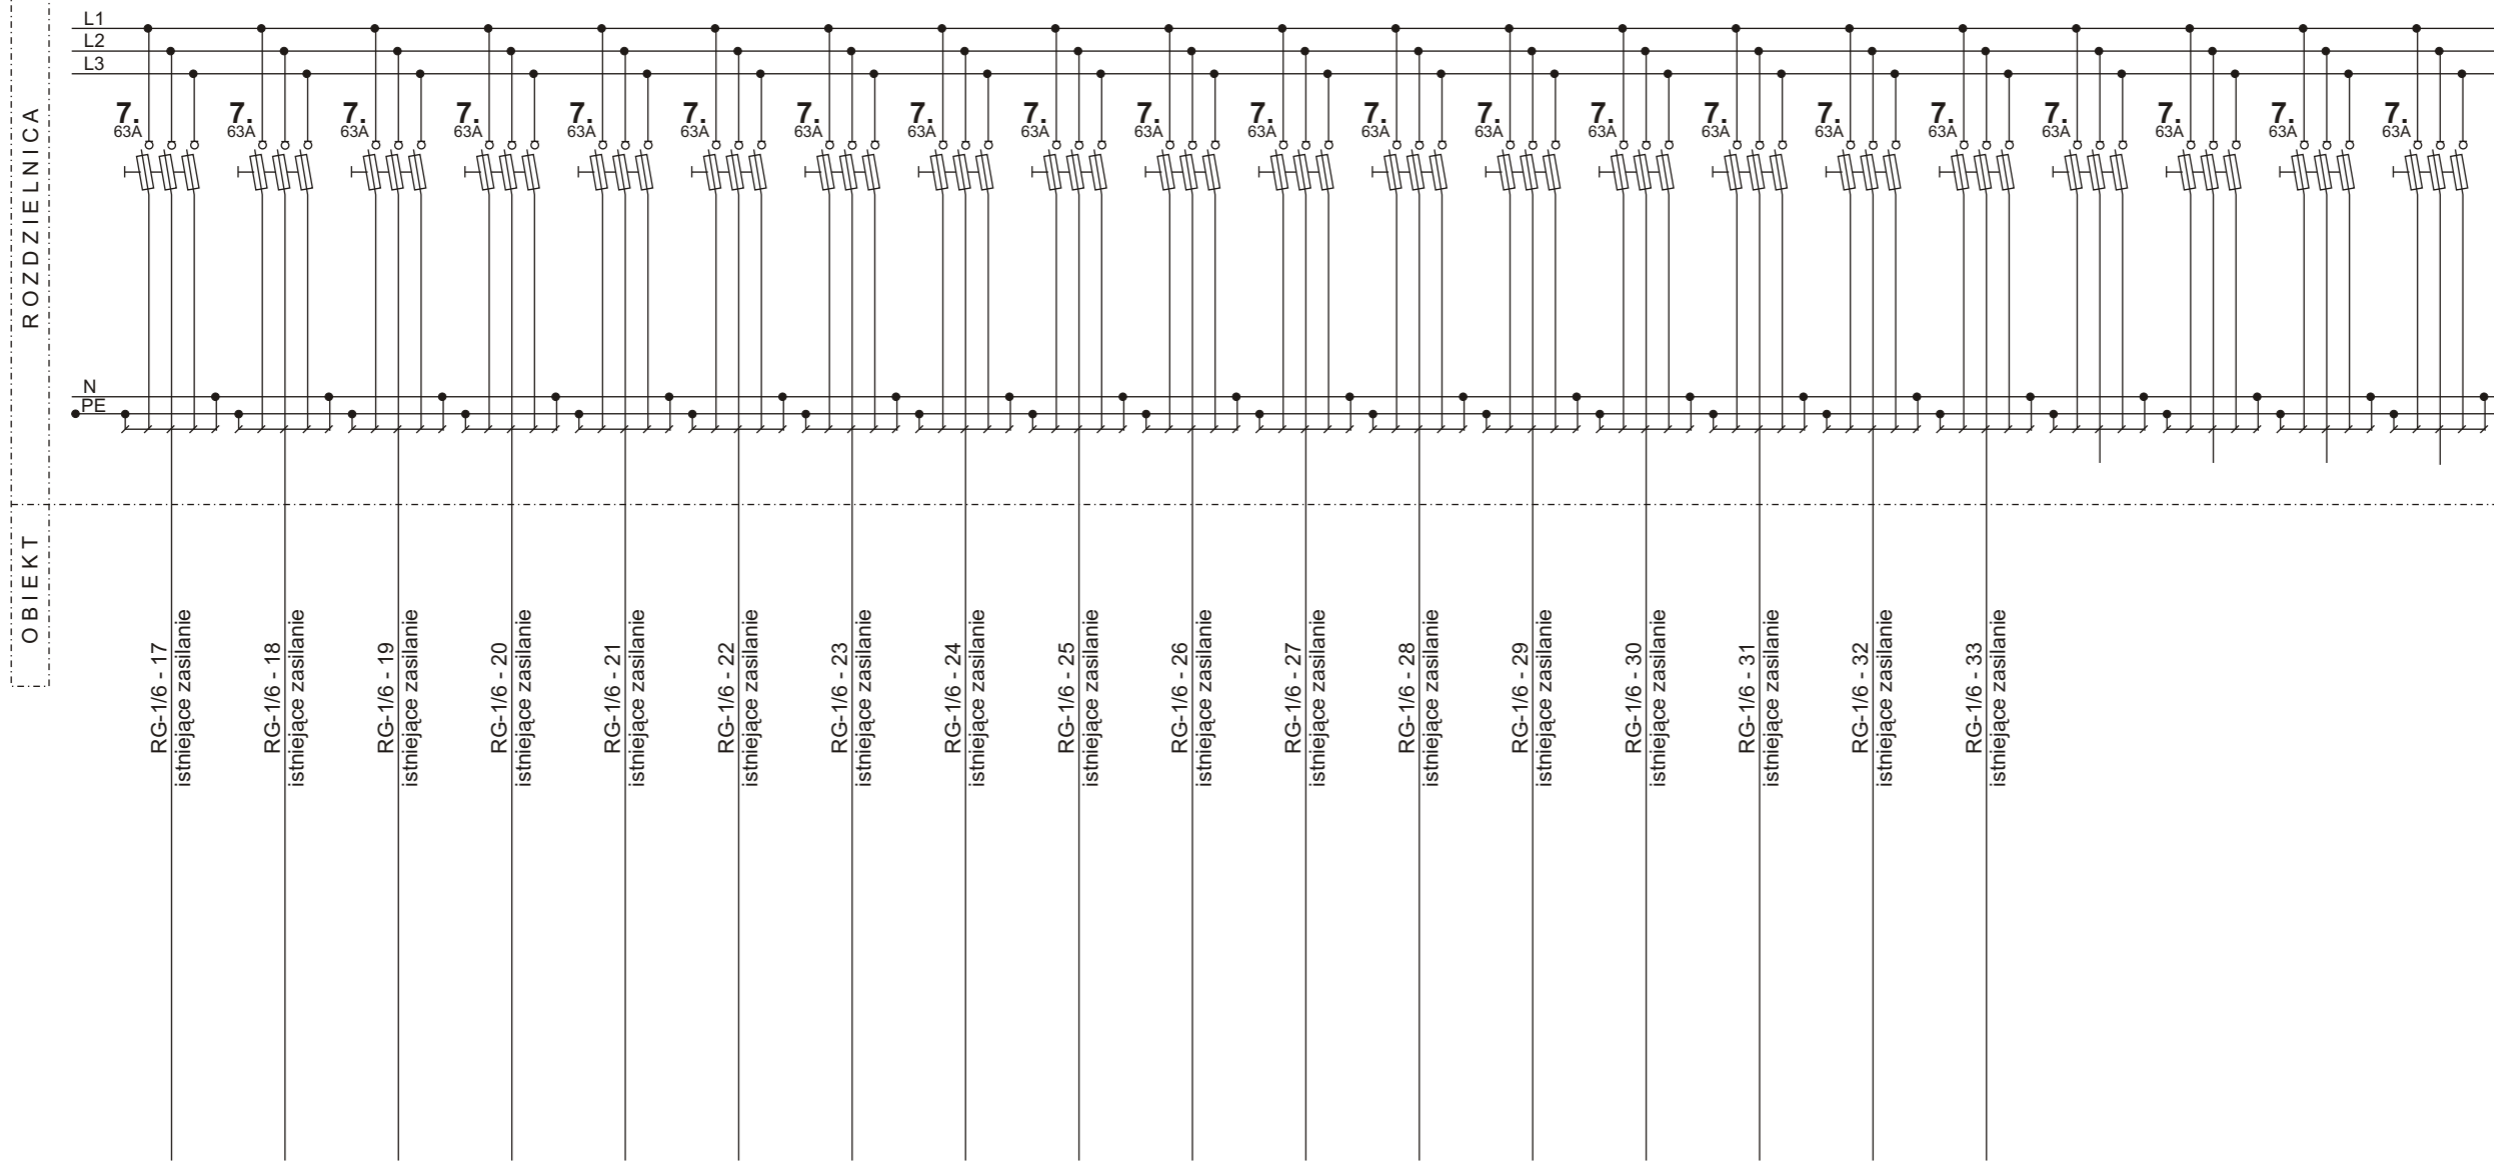 L1
L2
L3
7. 7. 7. 7. 7. 7. 7. 7. 7. 7. 7. 7. 7. 7. 7. 7. 7. 7. 7. 7. 7.
63A 63A 63A 63A 63A 63A 63A 63A 63A 63A 63A 63A 63A 63A 63A 63A 63A 63A 63A 63A 63A
ROZDZIELNICA
N
PE
OBIEKT
RG-1/6 - 17
istniejące zasilanie
RG-1/6 - 18
istniejące zasilanie
RG-1/6 - 19
istniejące zasilanie
RG-1/6 - 20
istniejące zasilanie
RG-1/6 - 21
istniejące zasilanie
RG-1/6 - 22
istniejące zasilanie
RG-1/6 - 23
istniejące zasilanie
RG-1/6 - 24
istniejące zasilanie
RG-1/6 - 25
istniejące zasilanie
RG-1/6 - 26
istniejące zasilanie
RG-1/6 - 27
istniejące zasilanie
RG-1/6 - 28
istniejące zasilanie
RG-1/6 - 29
istniejące zasilanie
RG-1/6 - 30
istniejące zasilanie
RG-1/6 - 31
istniejące zasilanie
RG-1/6 - 32
istniejące zasilanie
RG-1/6 - 33
istniejące zasilanie